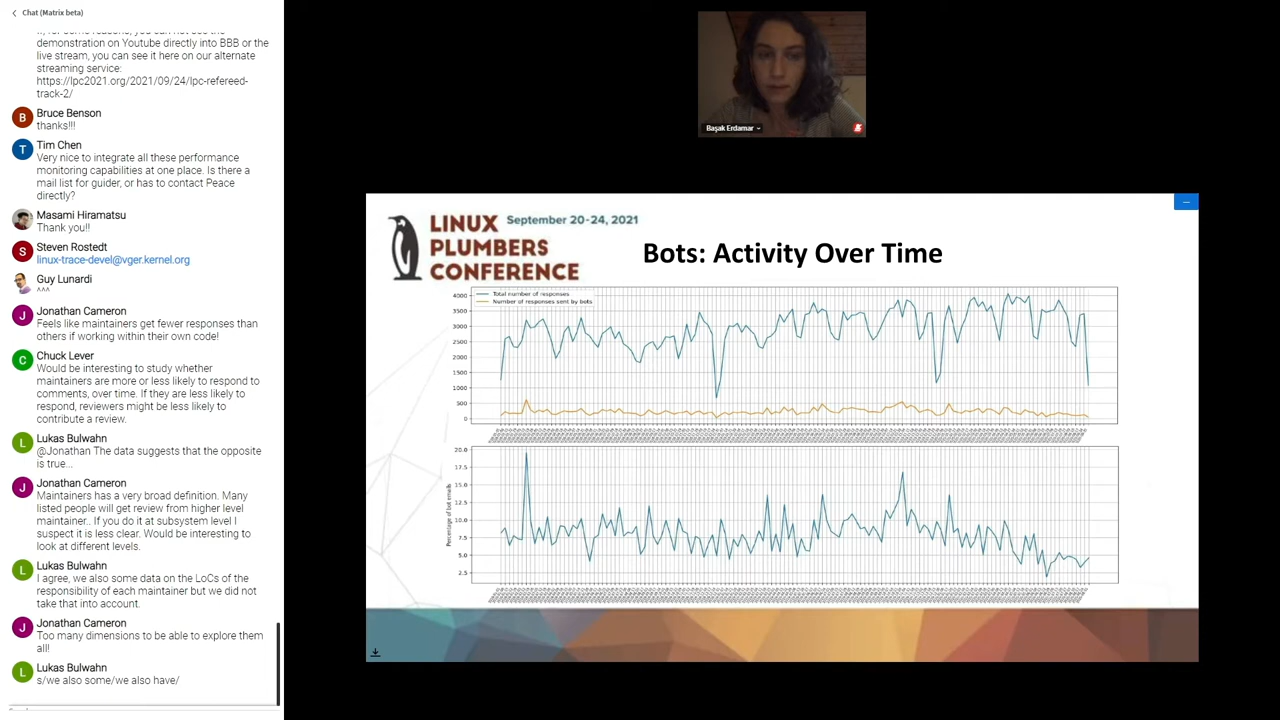 Chat (Matrix beta)
demonstration on Youtube directly into BBB or the
live stream, you can see it here on our alternate
streaming service:
https://lpc2021.org/2021/09/24/lpc-refereed-
track-2/
B
Bruce Benson
thanks!!!
T
Tim Chen
Very nice to integrate all these performance
monitoring capabilities at one place. Is there a
mail list for guider, or has to contact Peace
directly?
Masami Hiramatsu
Thank you!!
S
Steven Rostedt
linux-trace-devel@vger.kernel.org
Guy Lunardi
^^^
J
Jonathan Cameron
Feels like maintainers get fewer responses than
others if working within their own code!
C
Chuck Lever
Would be interesting to study whether
maintainers are more or less likely to respond to
comments, over time. If they are less likely to
respond, reviewers might be less likely to
contribute a review.
L
Lukas Bulwahn
@Jonathan The data suggests that the opposite
is true...
J
Jonathan Cameron
Maintainers has a very broad definition. Many
listed people will get review from higher level
maintainer.. If you do it at subsystem level I
suspect it is less clear. Would be interesting to
look at different levels.
L
Lukas Bulwahn
I agree, we also some data on the LoCs of the
responsibility of each maintainer but we did not
take that into account.
J
Jonathan Cameron
Too many dimensions to be able to explore them
all!
L
Lukas Bulwahn
s/we also some/we also have/
Başak Erdamar
LINUX
PLUMBERS
CONFERENCE
September 20-24, 2021
Bots: Activity Over Time
Total number of responses
Number of responses sent by bots
4000
3500
3000
2500
2000
1500
1000
500
0
20.0
17.5
15.0
12.5
10.0
7.5
5.0
2.5
Percentage of bot emails